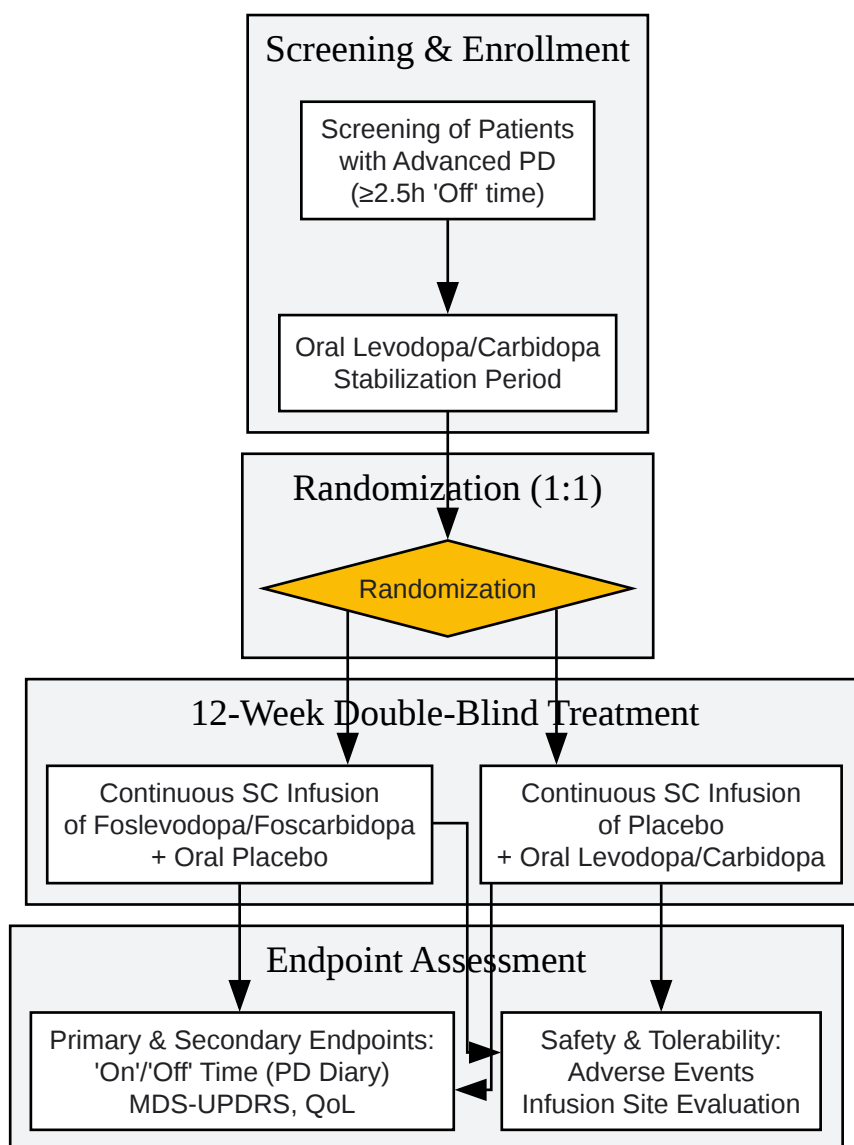 Screening & Enrollment
Screening of Patients
with Advanced PD
(≥2.5h 'Off' time)
Oral Levodopa/Carbidopa
Stabilization Period
Randomization (1:1)
Randomization
12-Week Double-Blind Treatment
Continuous SC Infusion
of Foslevodopa/Foscarbidopa
+ Oral Placebo
Continuous SC Infusion
of Placebo
+ Oral Levodopa/Carbidopa
Endpoint Assessment
Primary & Secondary Endpoints:
'On'/'Off' Time (PD Diary)
MDS-UPDRS, QoL
Safety & Tolerability:
Adverse Events
Infusion Site Evaluation